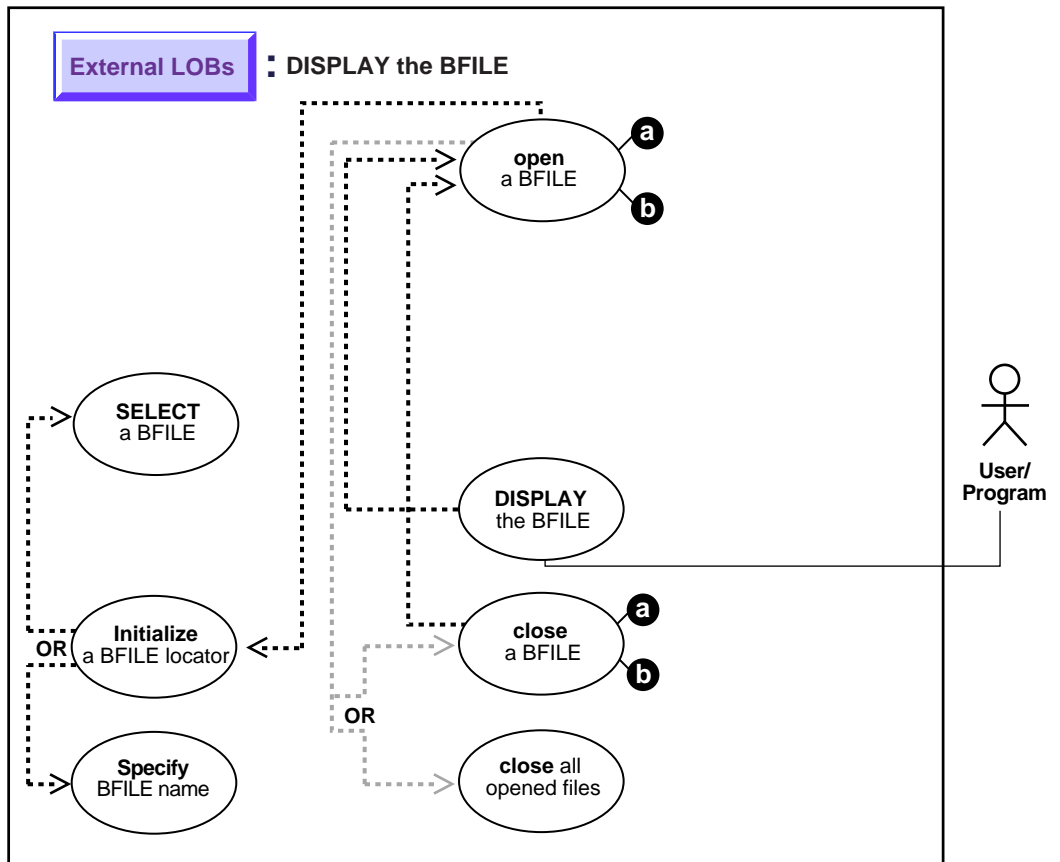 External LOBs : DISPLAY the BFILE
a
open
a BFILE
b
SELECT
a BFILE
User/
Program
DISPLAY
the BFILE
a
Initialize
a BFILE locator
OR
close
a BFILE
b
OR
Specify
BFILE name
close all
opened files